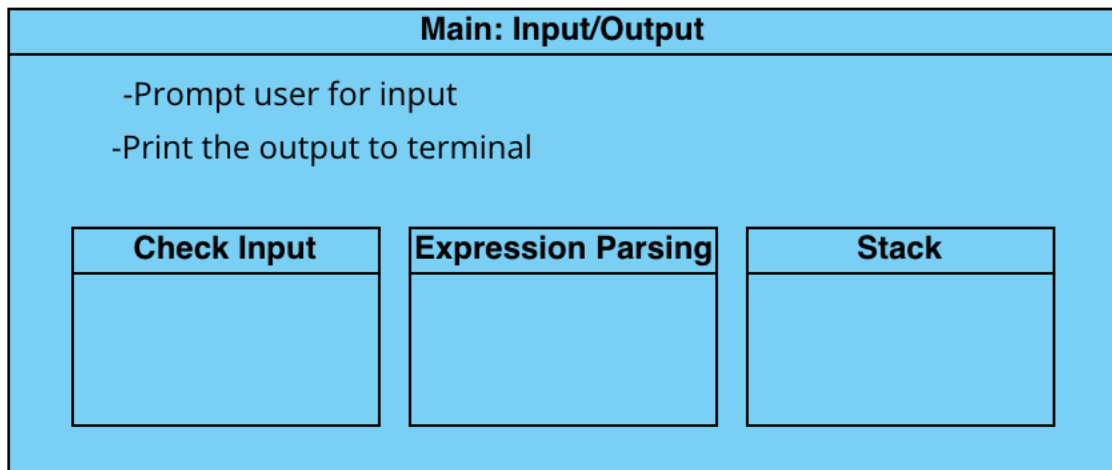 Main: Input/Output
-Prompt user for input
-Print the output to terminal
Check Input
Expression Parsing
Stack